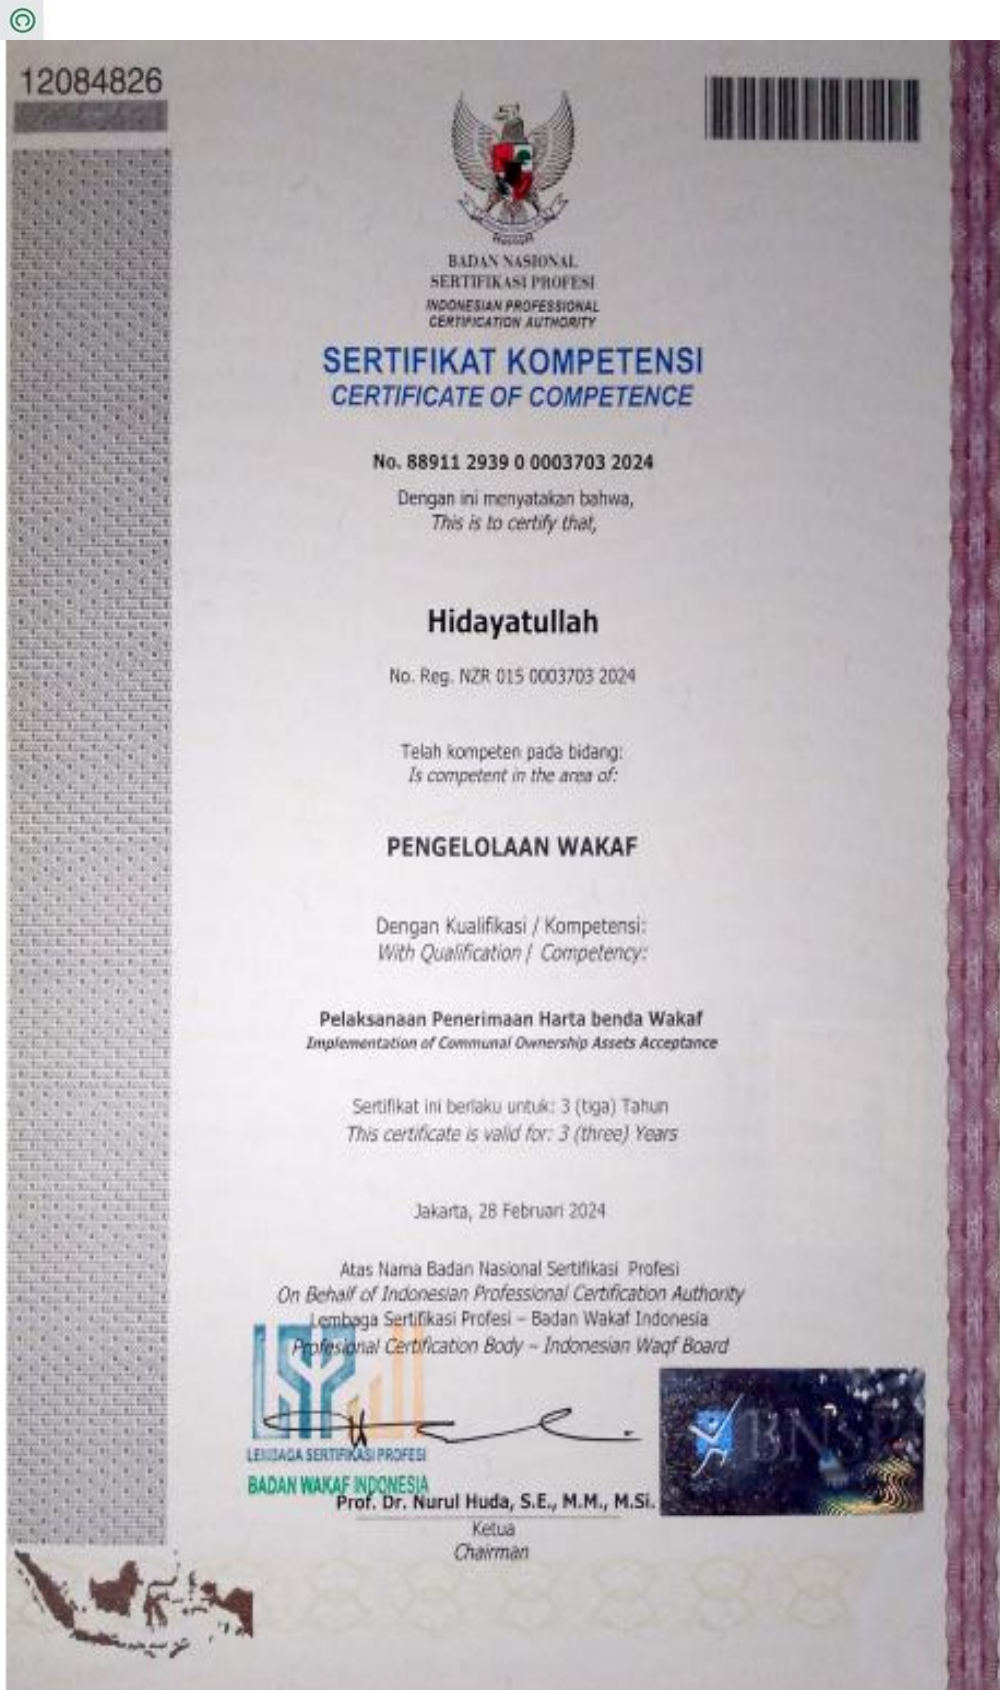 12084826
BADAN NASIONAL
SERTIFIKASI PROFESI
INDONESIAN PROFESSIONAL
CERTIFICATION AUTHORITY
SERTIFIKAT KOMPETENSI
CERTIFICATE OF COMPETENCE
No. 88911 2939 0 0003703 2024
Dengan ini menyatakan bahwa,
This is to certify that,
Hidayatullah
No. Reg. NZR 015 0003703 2024
Telah kompeten pada bidang:
Is competent in the area of:
PENGELOLAAN WAKAF
Dengan Kualifikasi / Kompetensi:
With Qualification / Competency:
Pelaksanaan Penerimaan Harta benda Wakaf
Implementation of Communal Ownership Assets Acceptance
Sertifikat ini berlaku untuk: 3 (tiga) Tahun
This certificate is valid for: 3 (three) Years
Jakarta, 28 Februari 2024
Atas Nama Badan Nasional Sertifikasi Profesi
On Behalf of Indonesian Professional Certification Authority
Lembaga Sertifikasi Profesi – Badan Wakaf Indonesia
Profesional Certification Body – Indonesian Waqf Board
LSP
LEMBAGA SERTIFIKASI PROFESI
BADAN WAKAF INDONESIA
BNSP
Prof. Dr. Nurul Huda, S.E., M.M., M.Si.
Ketua
Chairman